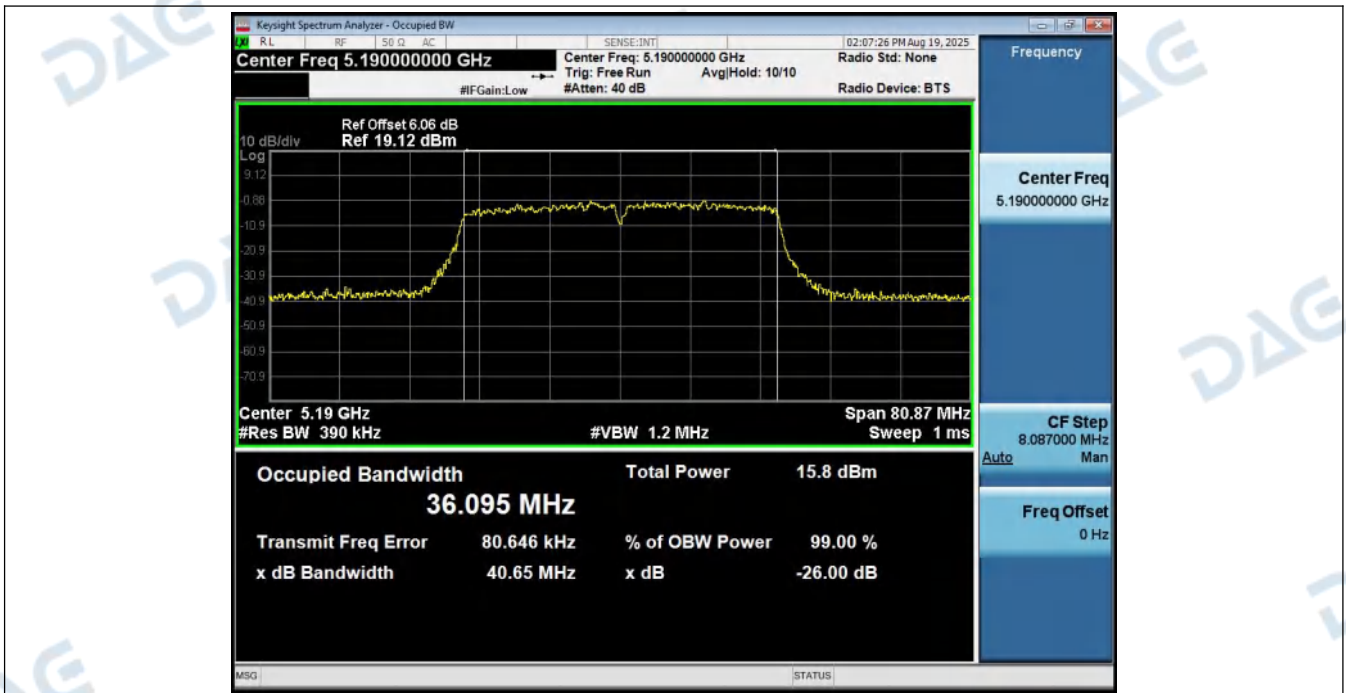 DAG
Keysight Spectrum Analyzer - Occupied BW
LXI RL RF 50 Ω AC SENSE:INT 02:07:26 PM Aug 19, 2025
Center Freq 5.190000000 GHz
Center Freq: 5.190000000 GHz
Radio Std: None
Trig: Free Run Avg|Hold: 10/10
#IFGain:Low
#Atten: 40 dB
Radio Device: BTS
Frequency
Ref Offset 6.06 dB
10 dB/div Ref 19.12 dBm
Log
9.12
-0.88
-10.9
-20.9
-30.9
-40.9
-50.9
-60.9
-70.9
Center Freq
5.190000000 GHz
Center 5.19 GHz Span 80.87 MHz
#Res BW 390 kHz #VBW 1.2 MHz Sweep 1 ms
CF Step
8.087000 MHz
Auto Man
Occupied Bandwidth Total Power 15.8 dBm
36.095 MHz
Transmit Freq Error 80.646 kHz % of OBW Power 99.00 %
x dB Bandwidth 40.65 MHz x dB -26.00 dB
Freq Offset
0 Hz
MSG STATUS
DAG
DAG